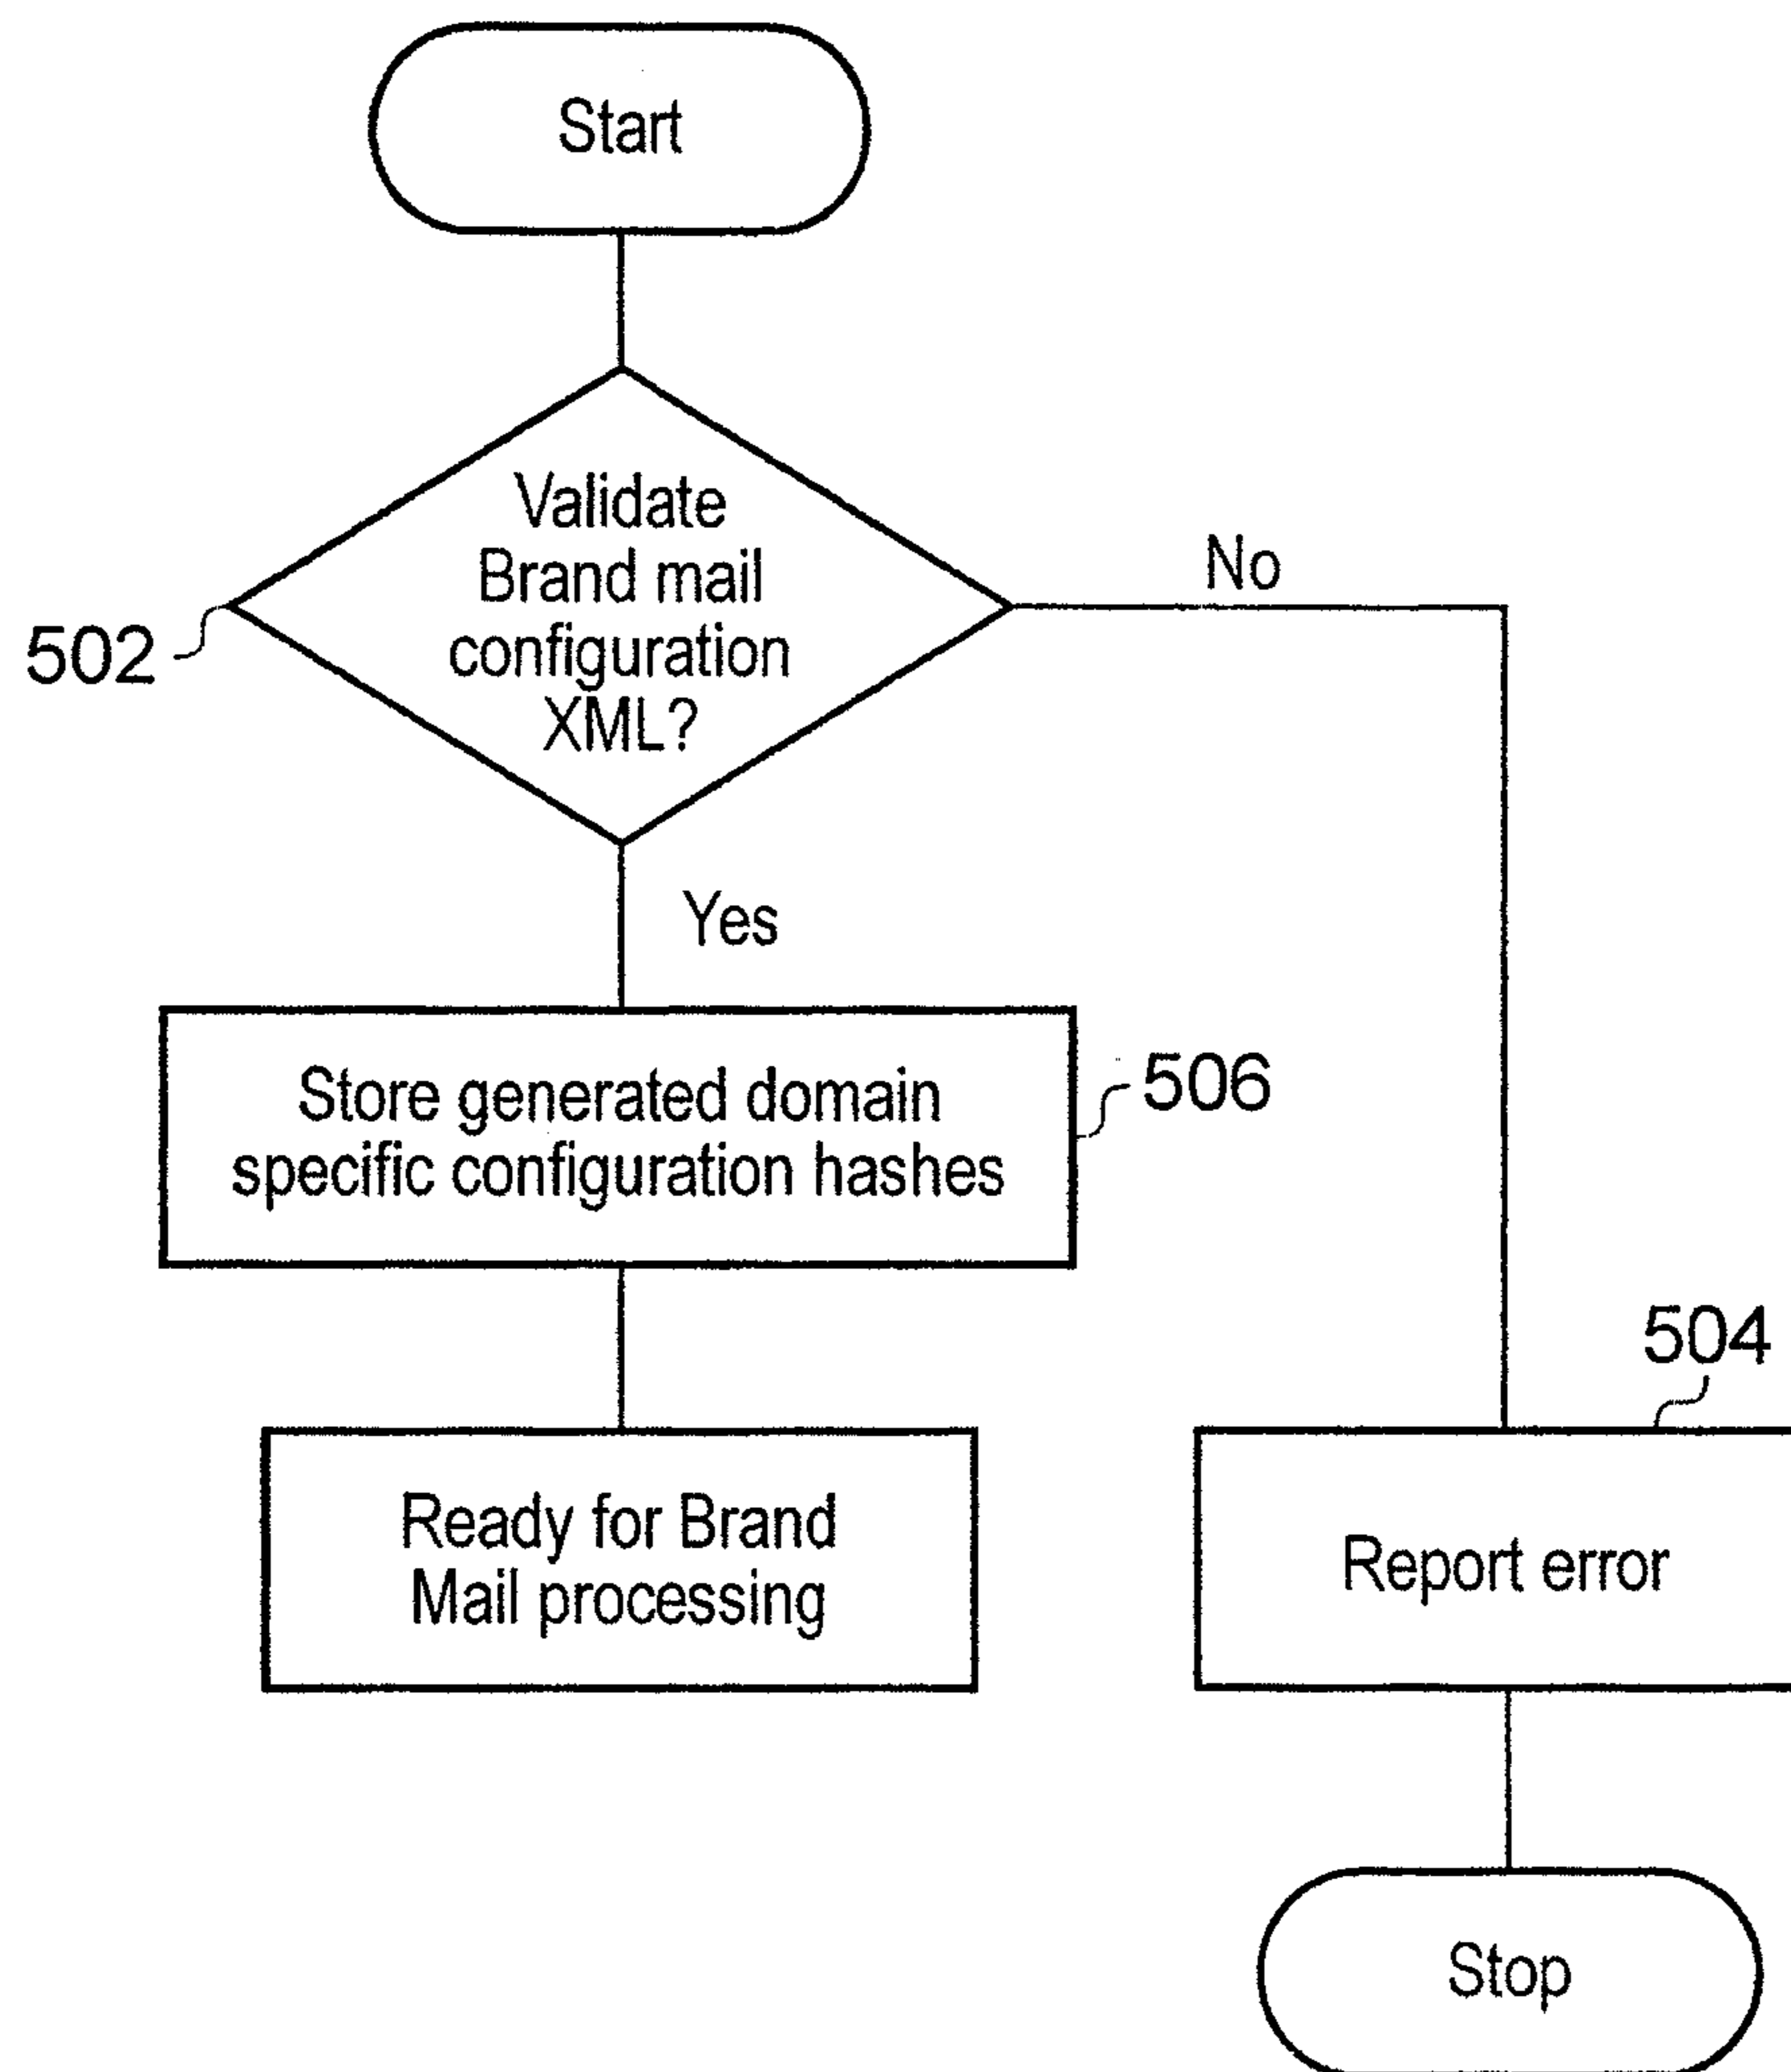 Start
Validate
Brand mail
configuration
XML?
502
No
Yes
Store generated domain
specific configuration hashes
506
504
Ready for Brand
Mail processing
Report error
Stop